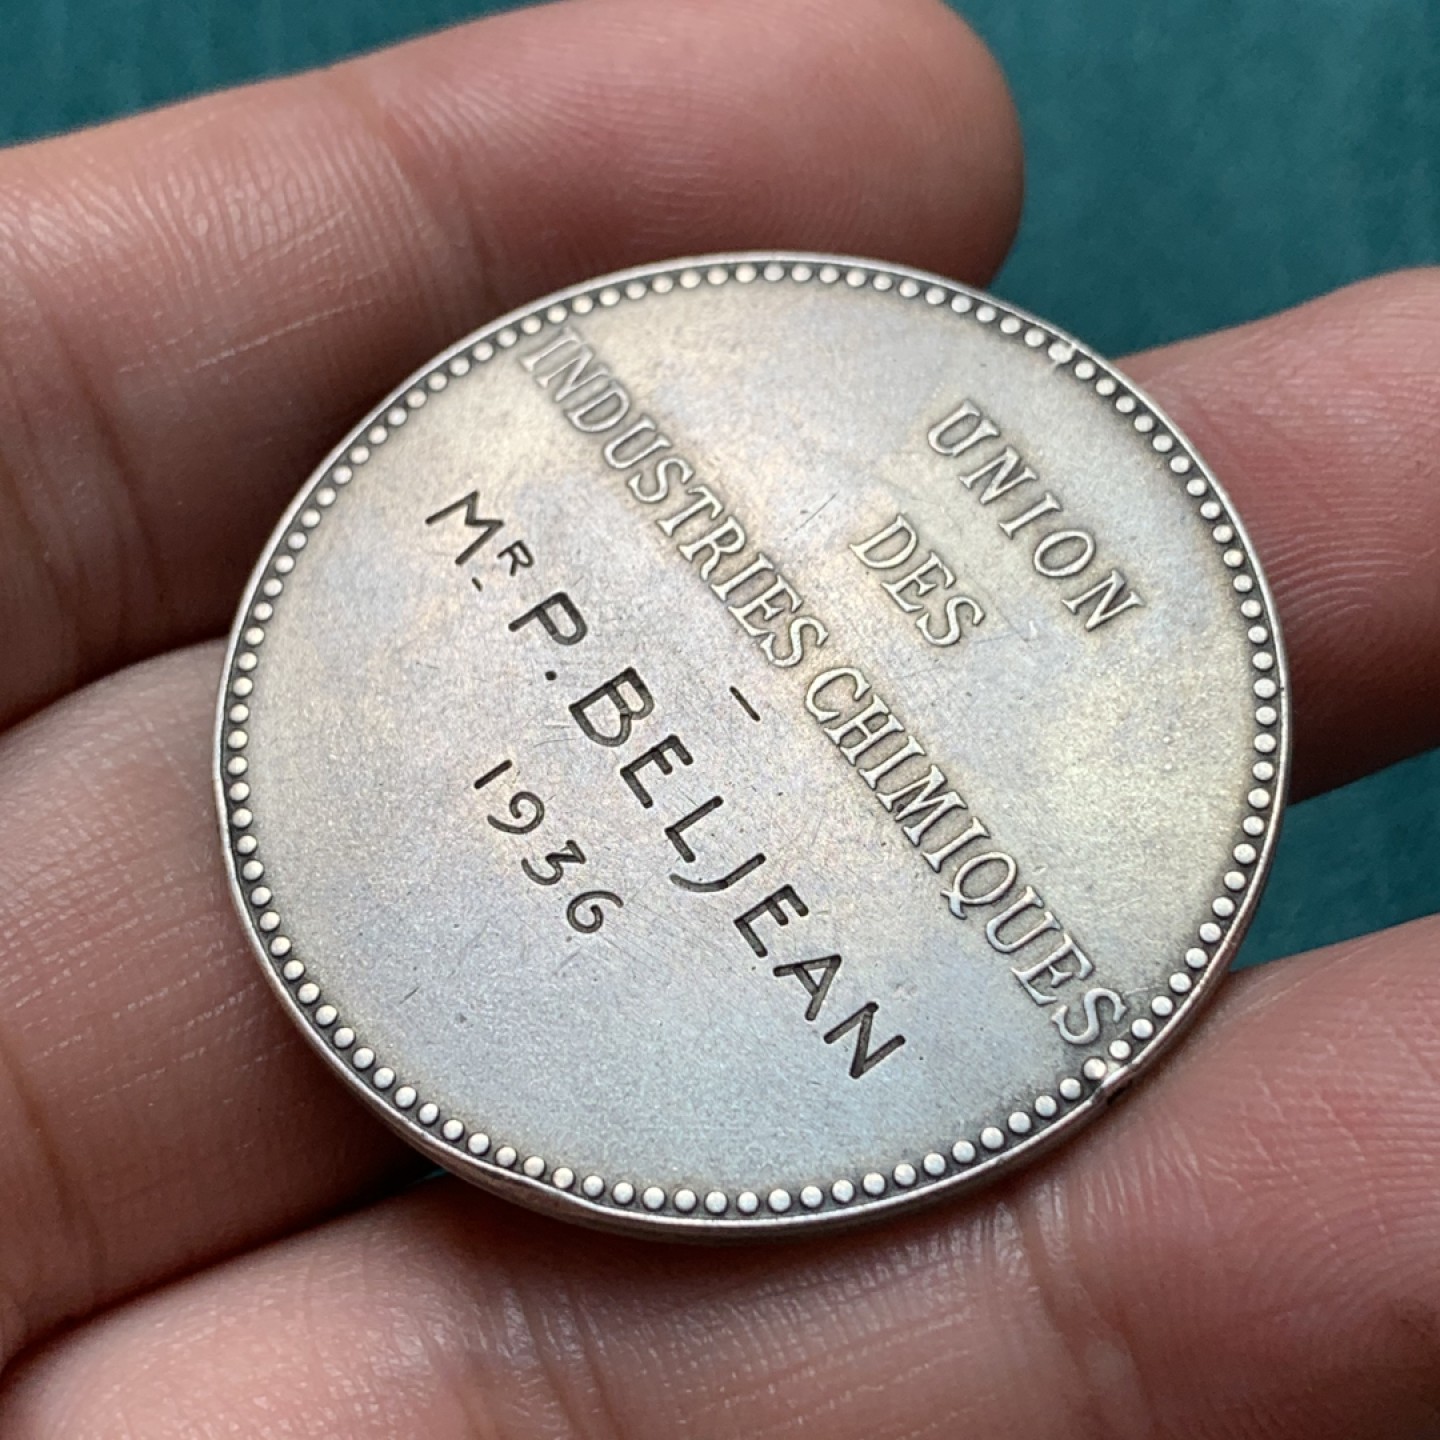 UNION
DES
INDUSTRIES CHIMIQUES
-
Mr P. BELJEAN
1936